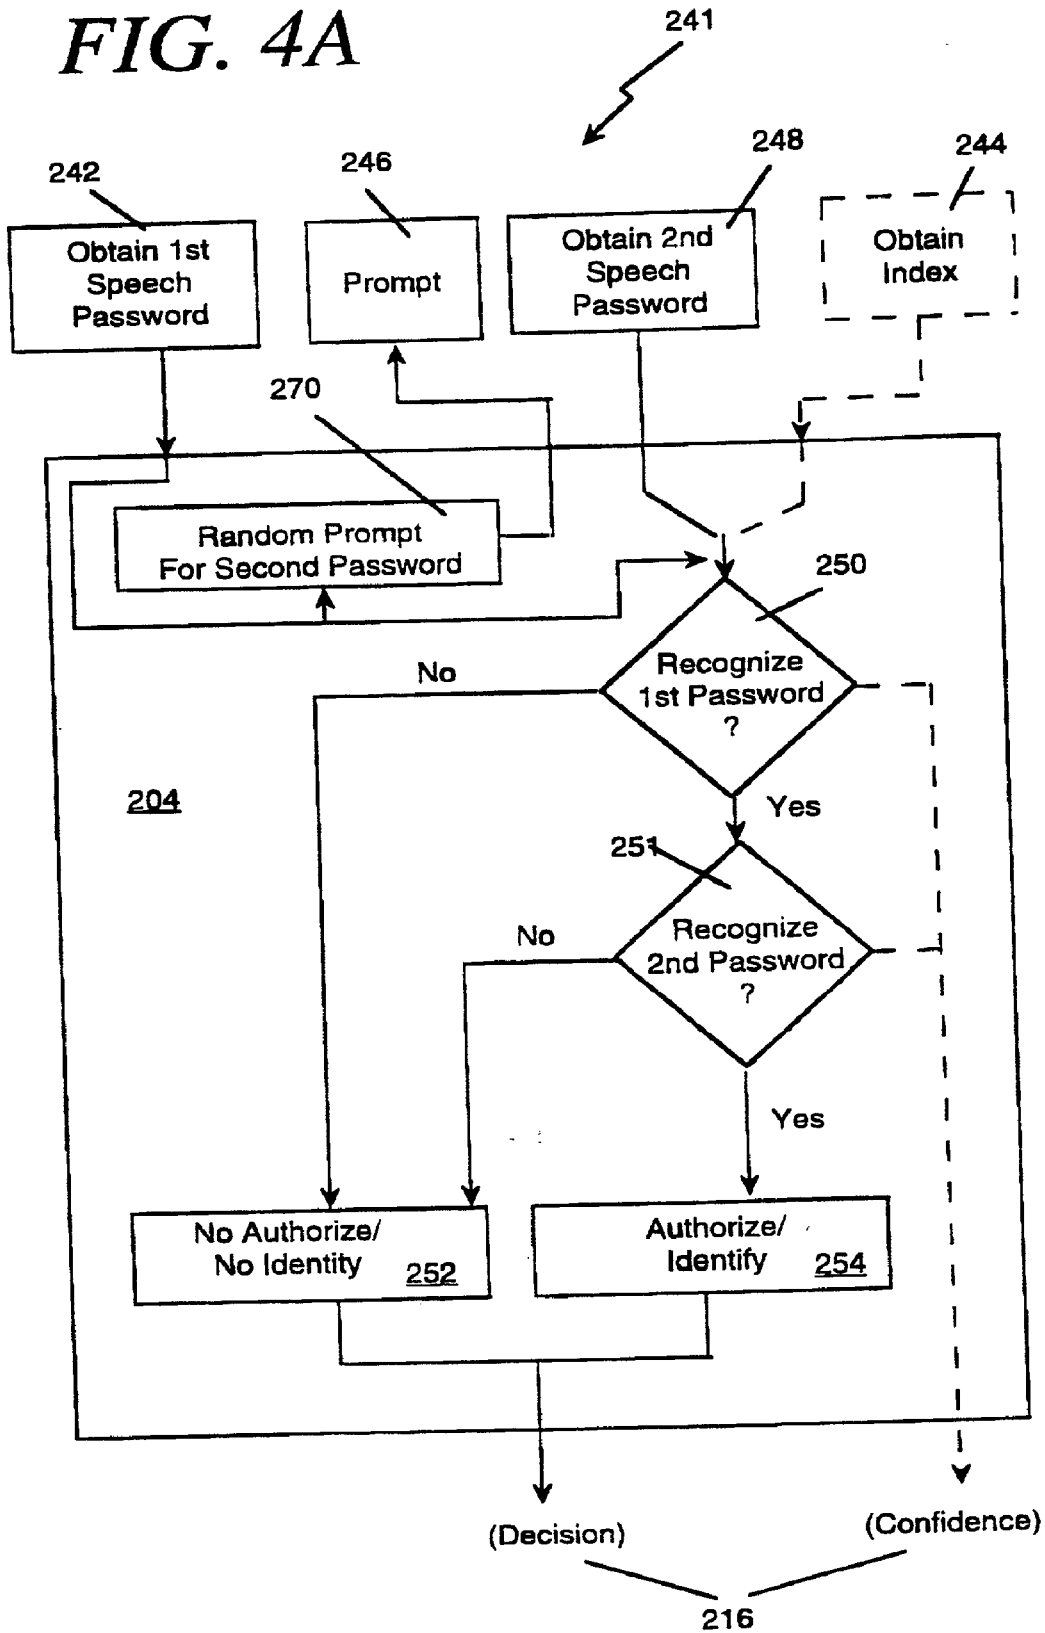 FIG. 4A
241
242
246
248
244
Obtain 1st
Speech
Password
Prompt
Obtain 2nd
Speech
Password
Obtain
Index
270
Random Prompt
For Second Password
250
Recognize
1st Password
?
No
Yes
204
251
Recognize
2nd Password
?
No
Yes
No Authorize/
No Identity
252
Authorize/
Identify
254
(Decision)
(Confidence)
216